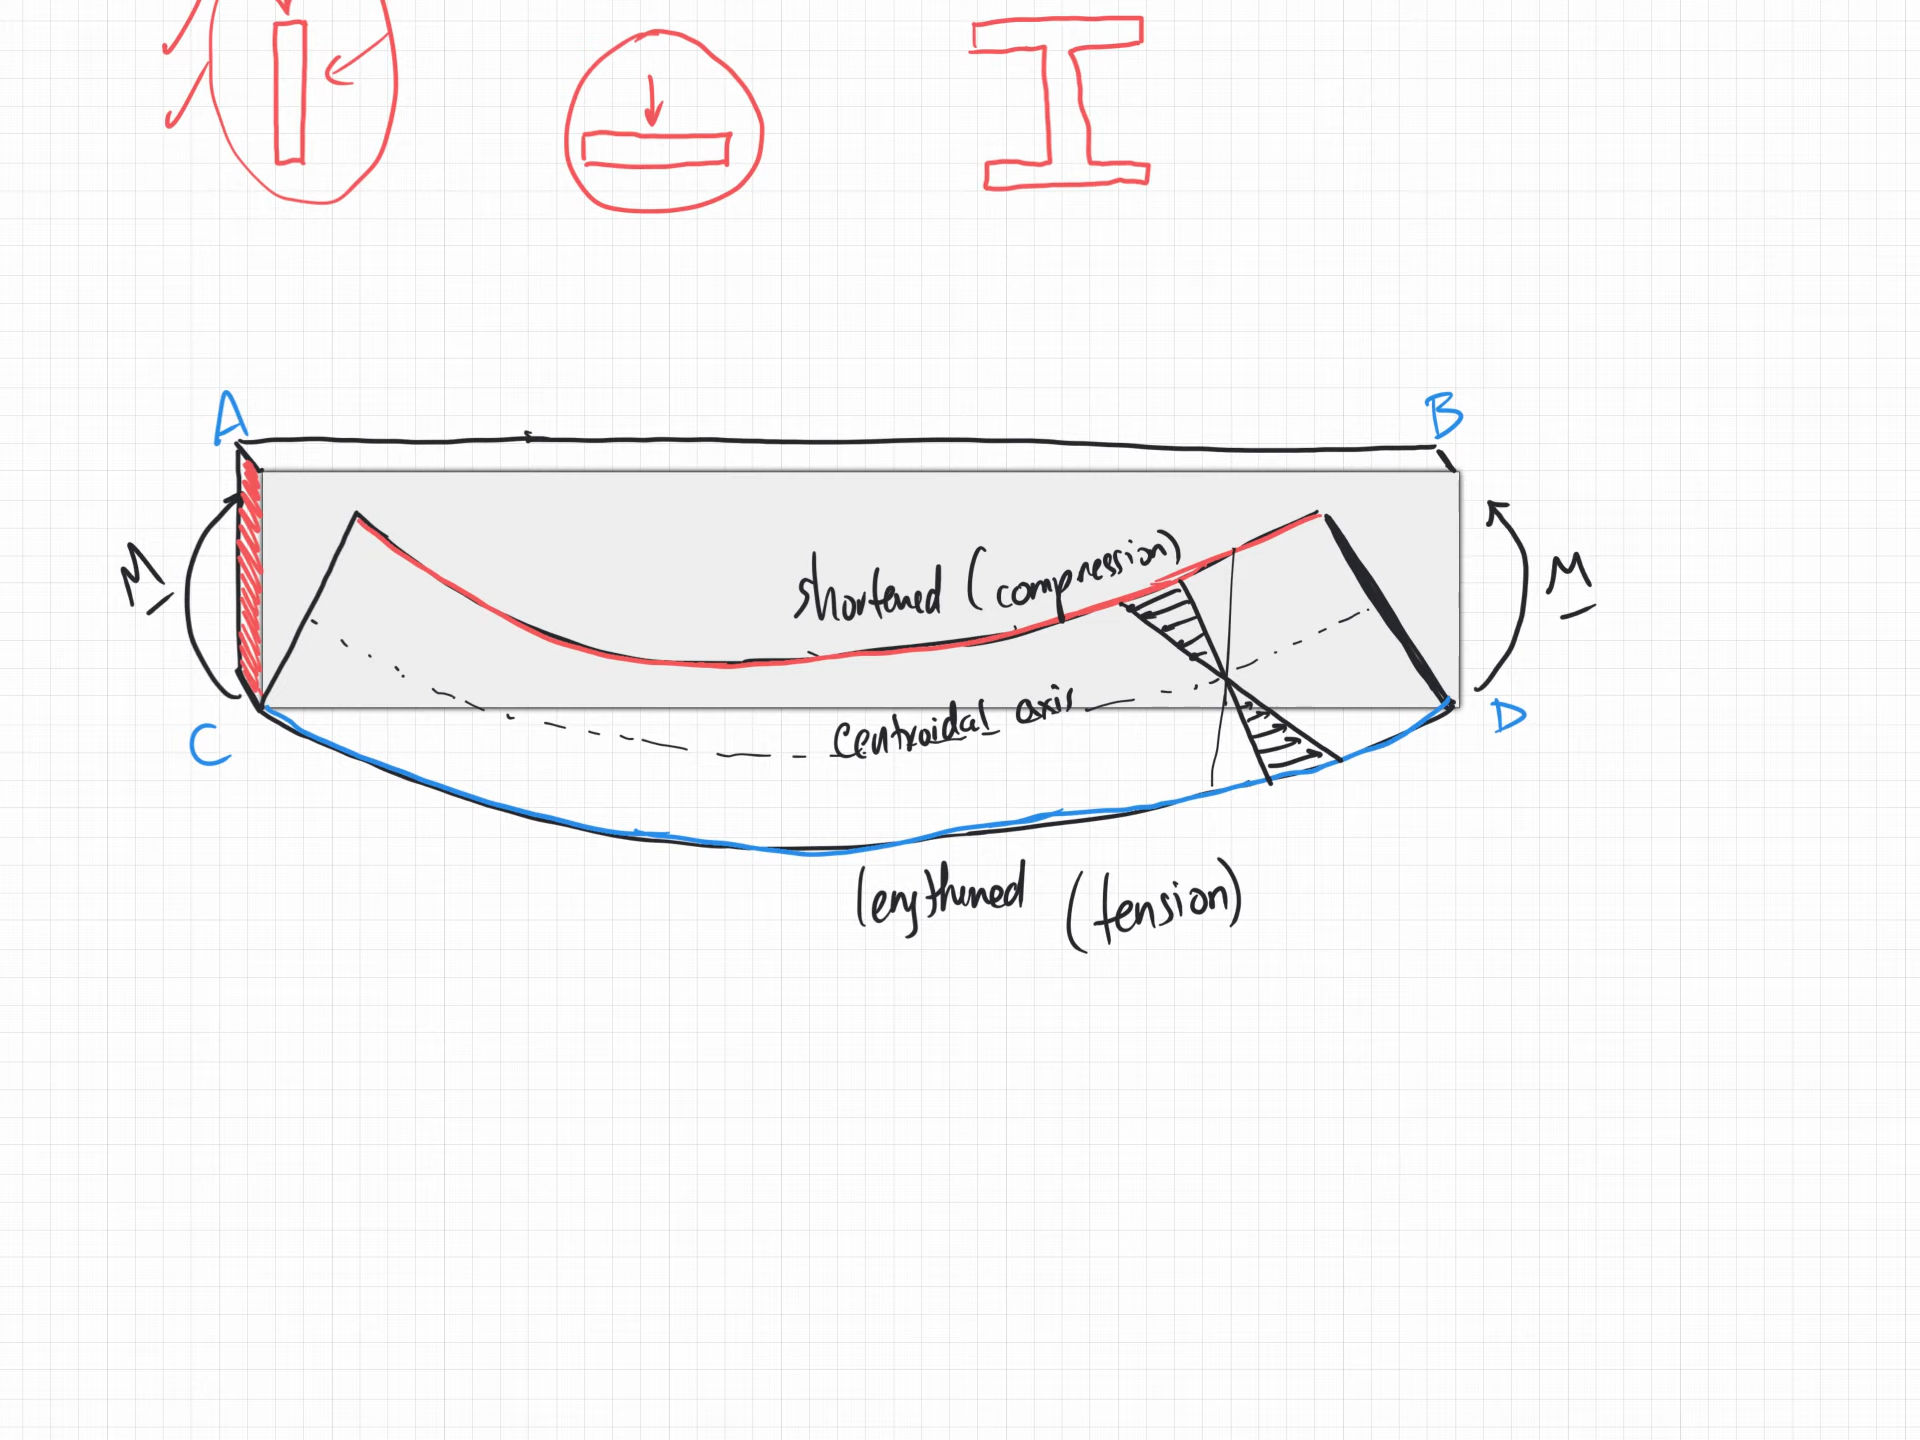 A
B
M
shortened (compression)
M
centroidal axis
C
D
lengthened (tension)